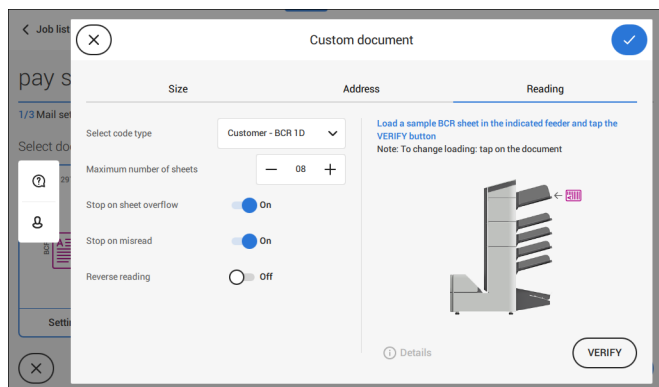 Job list
Custom document
pay s
Size
Address
Reading
1/3 Mail set
Select do
Select code type
Customer - BCR 1D
Maximum number of sheets
08
Stop on sheet overflow
On
Stop on misread
On
Reverse reading
Off
Load a sample BCR sheet in the indicated feeder and tap the
VERIFY button
Note: To change loading: tap on the document
297
BCR
A
Settin
Details
VERIFY